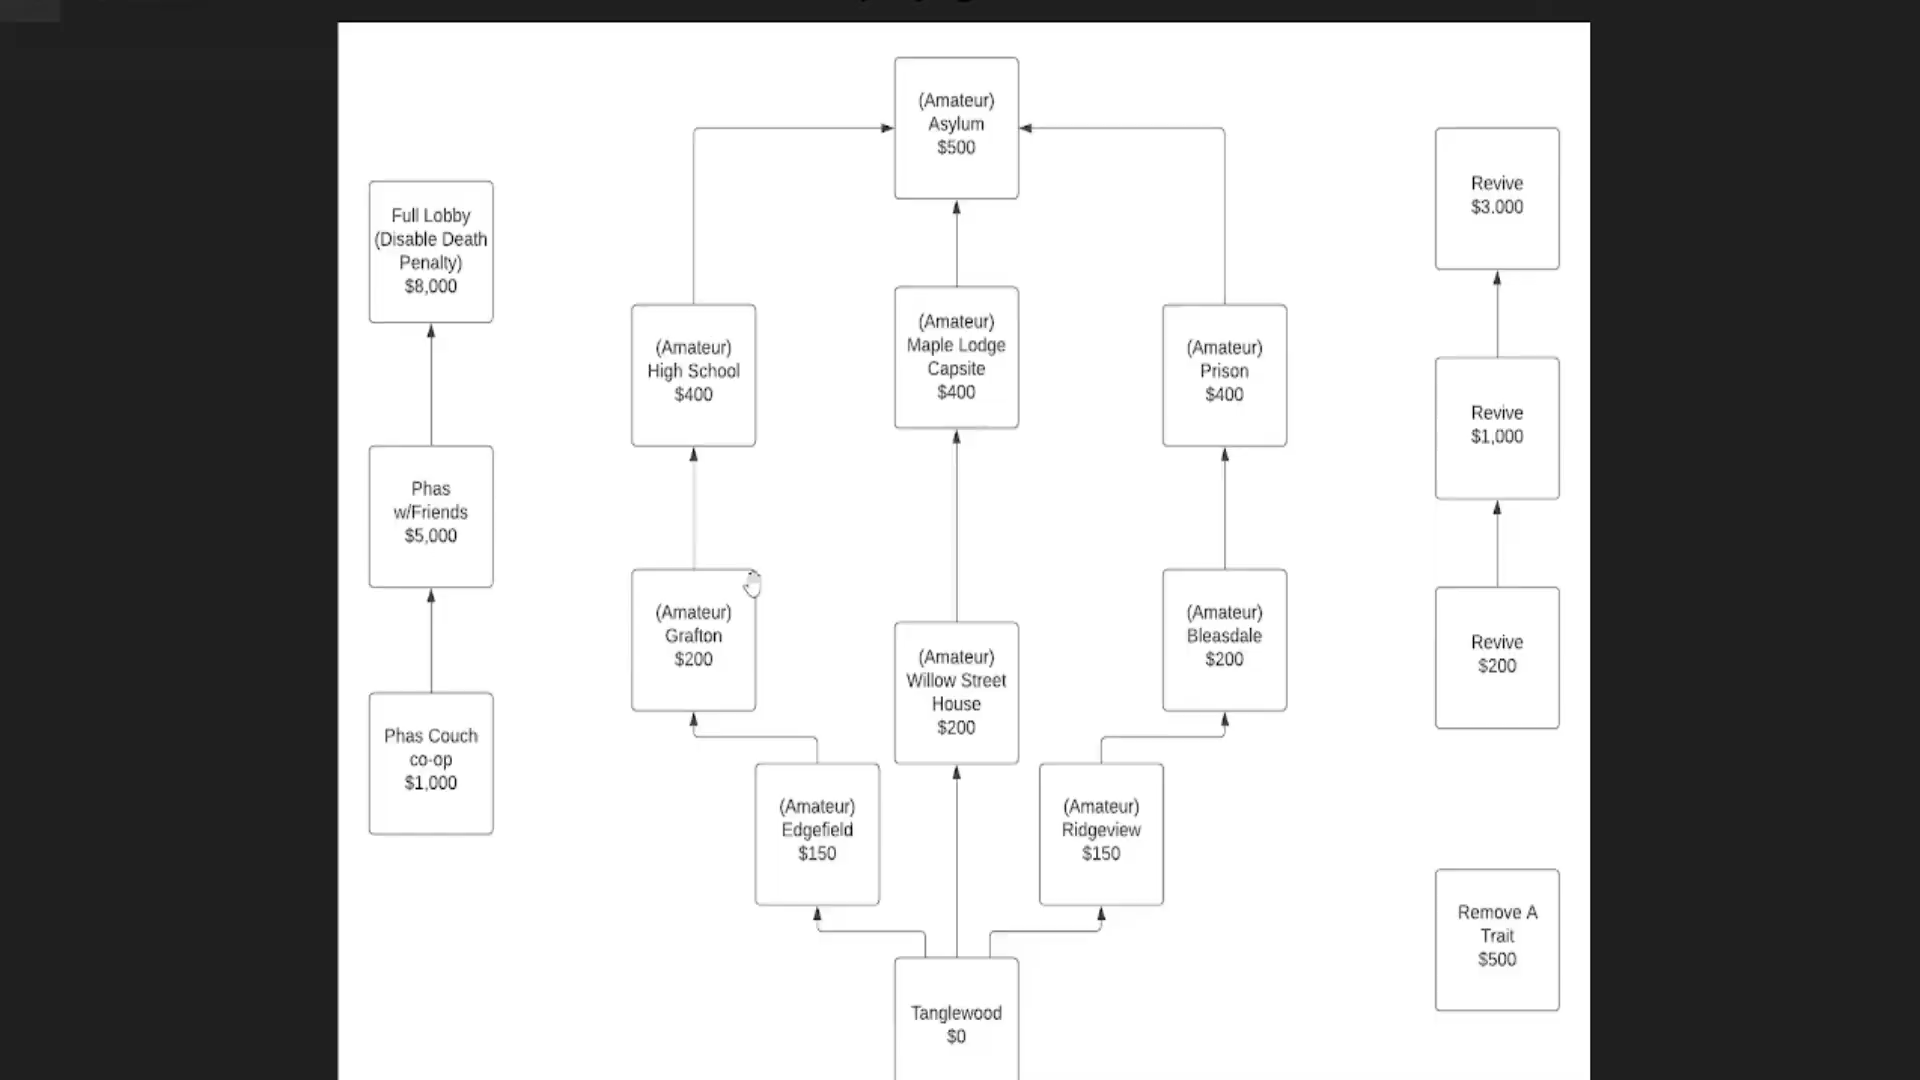 (Amateur)
Asylum
$500
Full Lobby
(Disable Death
Penalty)
$8,000
Revive
$3.000
(Amateur)
High School
$400
(Amateur)
Maple Lodge
Capsite
$400
(Amateur)
Prison
$400
Revive
$1,000
Phas
w/Friends
$5,000
(Amateur)
Grafton
$200
(Amateur)
Willow Street
House
$200
(Amateur)
Bleasdale
$200
Revive
$200
Phas Couch
co-op
$1,000
(Amateur)
Edgefield
$150
(Amateur)
Ridgeview
$150
Remove A
Trait
$500
Tanglewood
$0